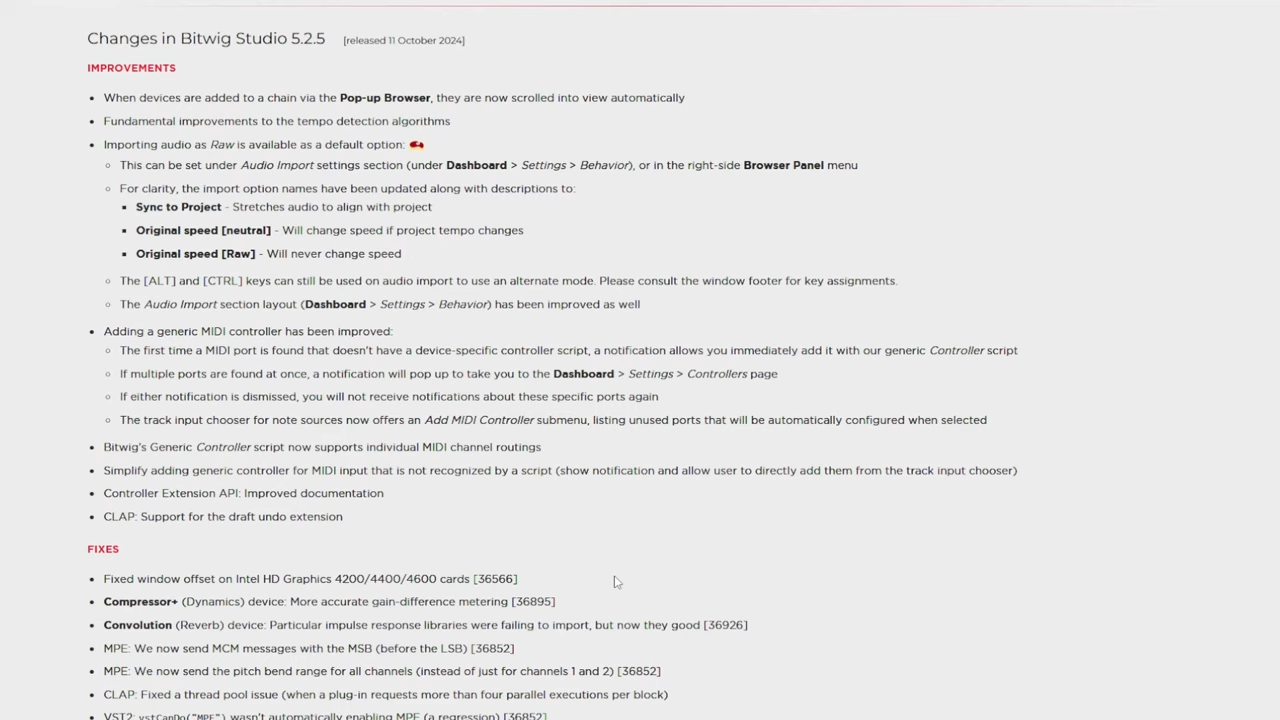 Changes in Bitwig Studio 5.2.5 [released 11 October 2024]
IMPROVEMENTS
• When devices are added to a chain via the Pop-up Browser, they are now scrolled into view automatically
• Fundamental improvements to the tempo detection algorithms
• Importing audio as Raw is available as a default option:
◦ This can be set under Audio Import settings section (under Dashboard > Settings > Behavior), or in the right-side Browser Panel menu
◦ For clarity, the import option names have been updated along with descriptions to:
▪ Sync to Project - Stretches audio to align with project
▪ Original speed [neutral] - Will change speed if project tempo changes
▪ Original speed [Raw] - Will never change speed
◦ The [ALT] and [CTRL] keys can still be used on audio import to use an alternate mode. Please consult the window footer for key assignments.
◦ The Audio Import section layout (Dashboard > Settings > Behavior) has been improved as well
• Adding a generic MIDI controller has been improved:
◦ The first time a MIDI port is found that doesn't have a device-specific controller script, a notification allows you immediately add it with our generic Controller script
◦ If multiple ports are found at once, a notification will pop up to take you to the Dashboard > Settings > Controllers page
◦ If either notification is dismissed, you will not receive notifications about these specific ports again
◦ The track input chooser for note sources now offers an Add MIDI Controller submenu, listing unused ports that will be automatically configured when selected
• Bitwig's Generic Controller script now supports individual MIDI channel routings
• Simplify adding generic controller for MIDI input that is not recognized by a script (show notification and allow user to directly add them from the track input chooser)
• Controller Extension API: Improved documentation
• CLAP: Support for the draft undo extension
FIXES
• Fixed window offset on Intel HD Graphics 4200/4400/4600 cards [36566]
• Compressor+ (Dynamics) device: More accurate gain-difference metering [36895]
• Convolution (Reverb) device: Particular impulse response libraries were failing to import, but now they good [36926]
• MPE: We now send MCM messages with the MSB (before the LSB) [36852]
• MPE: We now send the pitch bend range for all channels (instead of just for channels 1 and 2) [36852]
• CLAP: Fixed a thread pool issue (when a plug-in requests more than four parallel executions per block)
• VST2: vstCanDo("MPE") wasn't automatically enabling MPE (a regression) [36852]